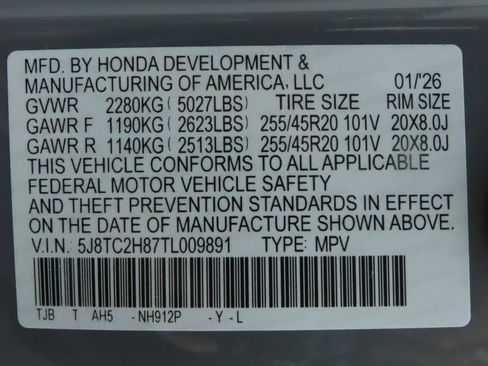 MFD. BY HONDA DEVELOPMENT &
MANUFACTURING OF AMERICA, LLC 01/'26
GVWR 2280KG (5027LBS) TIRE SIZE RIM SIZE
GAWR F 1190KG (2623LBS) 255/45R20 101V 20X8.0J
GAWR R 1140KG (2513LBS) 255/45R20 101V 20X8.0J
THIS VEHICLE CONFORMS TO ALL APPLICABLE
FEDERAL MOTOR VEHICLE SAFETY
AND THEFT PREVENTION STANDARDS IN EFFECT
ON THE DATE OF MANUFACTURE SHOWN ABOVE.
V.I.N.: 5J8TC2H87TL009891 TYPE: MPV
TJB T AH5 -NH912P -Y-L